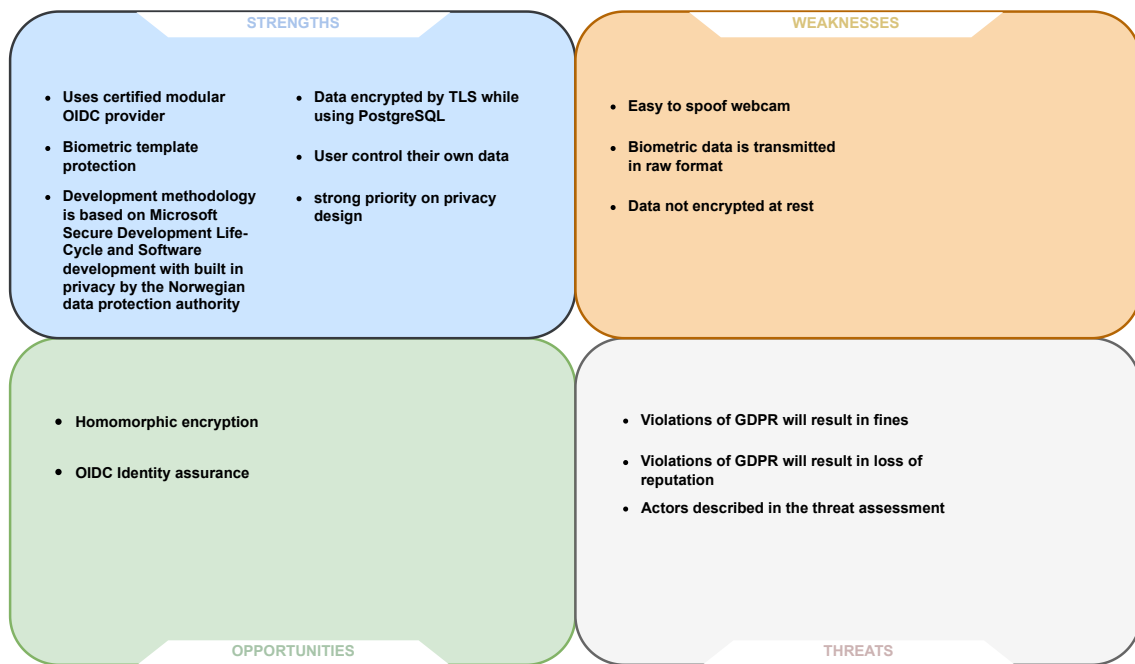 STRENGTHS
• Uses certified modular
OIDC provider
• Biometric template
protection
• Development methodology
is based on Microsoft
Secure Development Life-
Cycle and Software
development with built in
privacy by the Norwegian
data protection authority
• Data encrypted by TLS while
using PostgreSQL
• User control their own data
• strong priority on privacy
design
WEAKNESSES
• Easy to spoof webcam
• Biometric data is transmitted
in raw format
• Data not encrypted at rest
• Homomorphic encryption
• OIDC Identity assurance
OPPORTUNITIES
• Violations of GDPR will result in fines
• Violations of GDPR will result in loss of
reputation
• Actors described in the threat assessment
THREATS